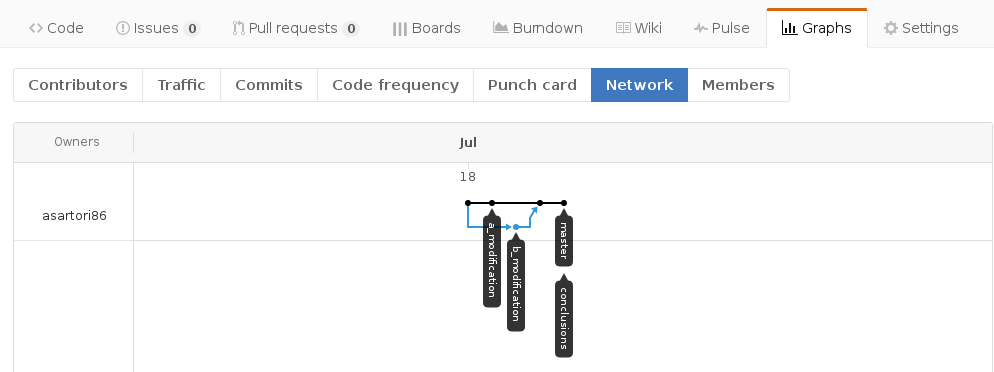 Code Issues 0 Pull requests 0 Boards Burndown Wiki Pulse Graphs Settings
Contributors Traffic Commits Code frequency Punch card Network Members
Owners Jul
18
asartori86
a_modification
b_modification
master
conclusions